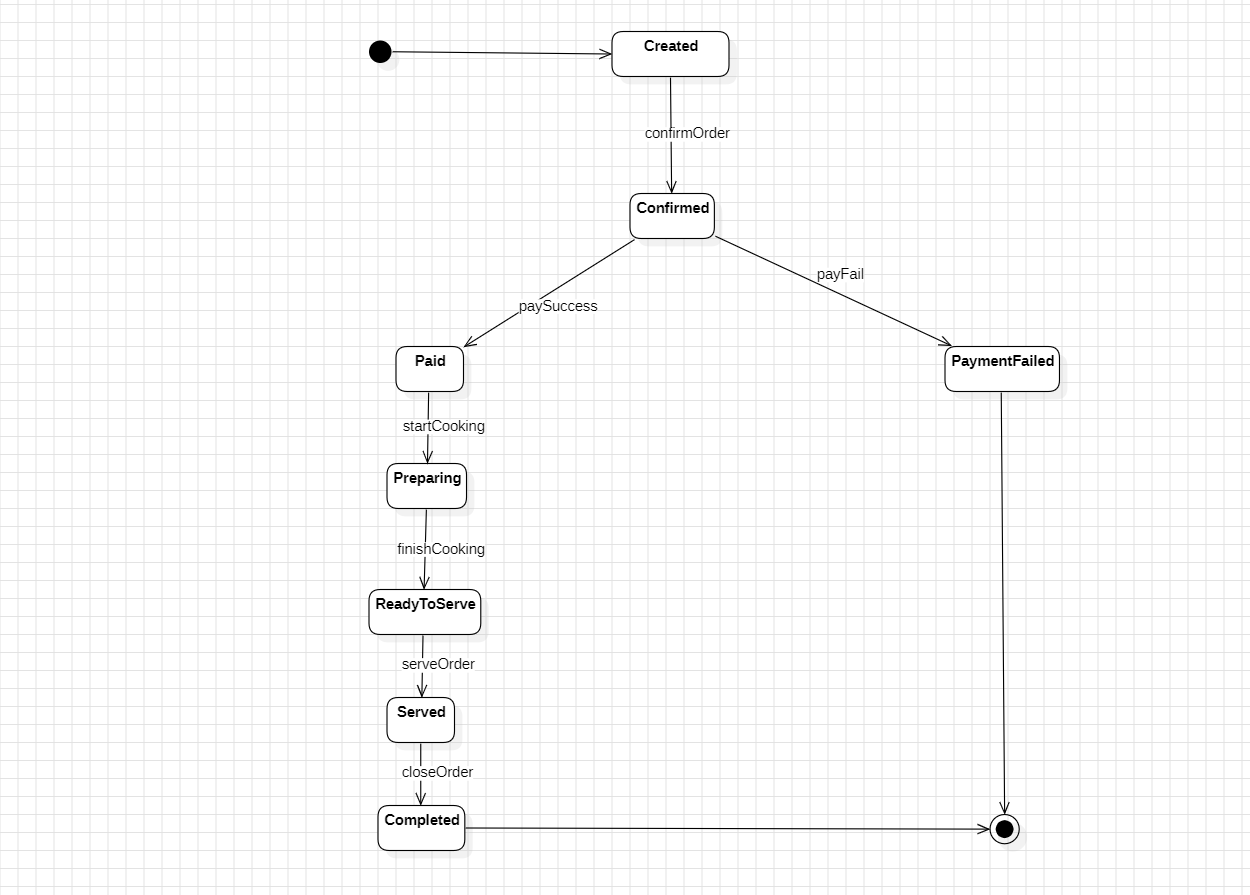 Created
confirmOrder
Confirmed
payFail
paySuccess
Paid
PaymentFailed
startCooking
Preparing
finishCooking
ReadyToServe
serveOrder
Served
closeOrder
Completed